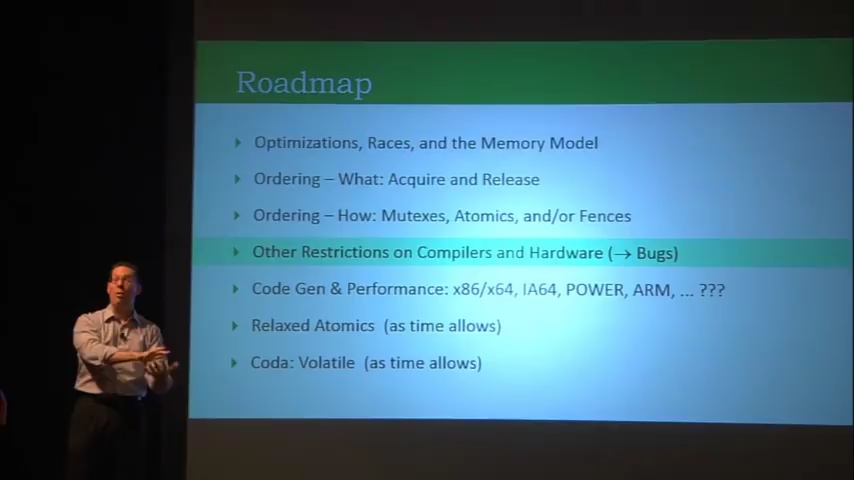 Roadmap
Optimizations, Races, and the Memory Model
Ordering – What: Acquire and Release
Ordering – How: Mutexes, Atomics, and/or Fences
Other Restrictions on Compilers and Hardware (→ Bugs)
Code Gen & Performance: x86/x64, IA64, POWER, ARM, ... ???
Relaxed Atomics (as time allows)
Coda: Volatile (as time allows)